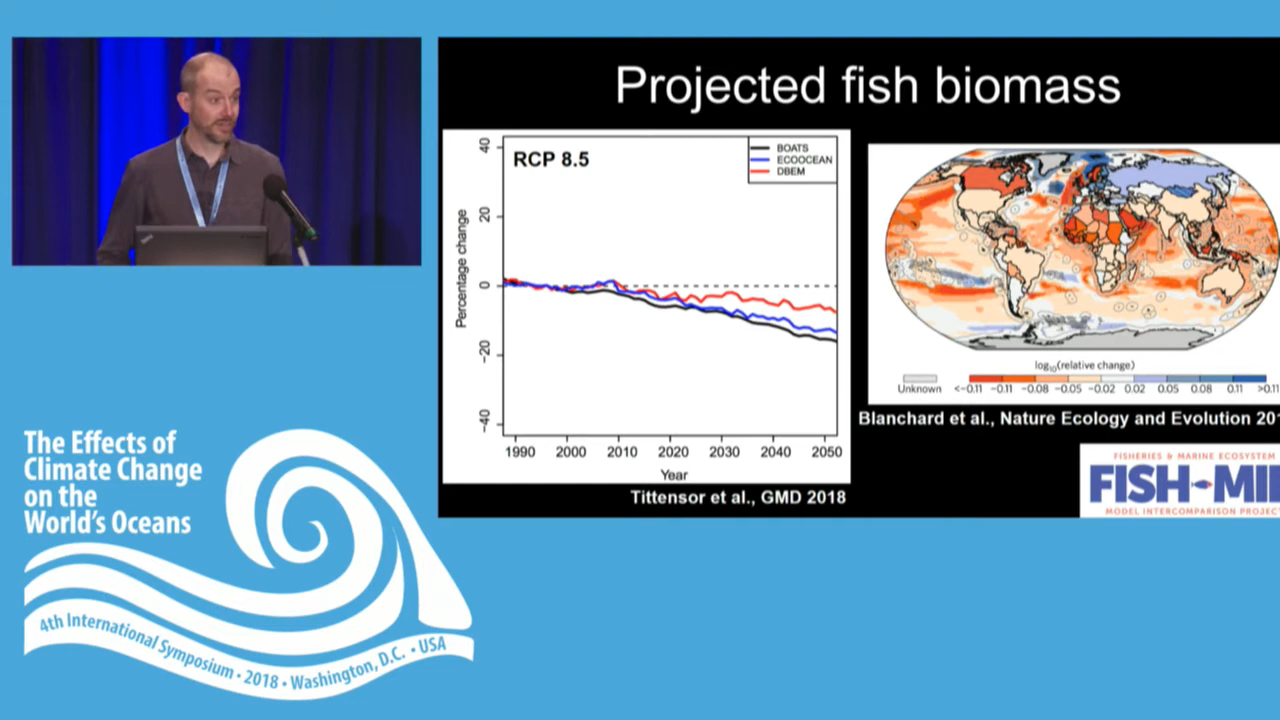 Projected fish biomass
RCP 8.5
BOATS
ECOOCEAN
DBEM
Percentage change
40
20
0
−20
−40
1990 2000 2010 2020 2030 2040 2050
Year
Tittensor et al., GMD 2018
log10(relative change)
Unknown <−0.11 −0.11 −0.08 −0.05 −0.02 0.02 0.05 0.08 0.11 >0.11
Blanchard et al., Nature Ecology and Evolution 201
FISHERIES & MARINE ECOSYSTEM
FISH MI
MODEL INTERCOMPARISON PROJEC
The Effects of
Climate Change
on the
World's Oceans
4th International Symposium • 2018 • Washington, D.C. • USA